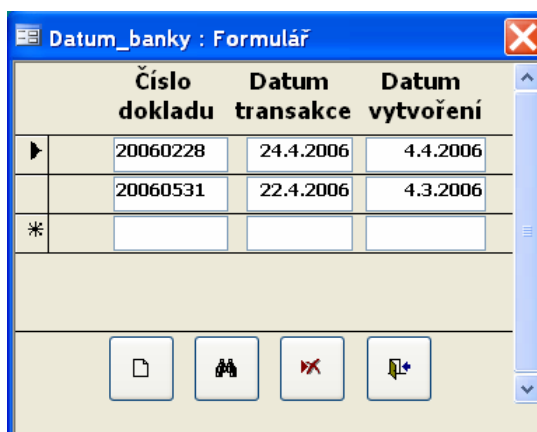 Datum_banky : Formulář
Číslo dokladu Datum transakce Datum vytvoření
20060228 24.4.2006 4.4.2006
20060531 22.4.2006 4.3.2006